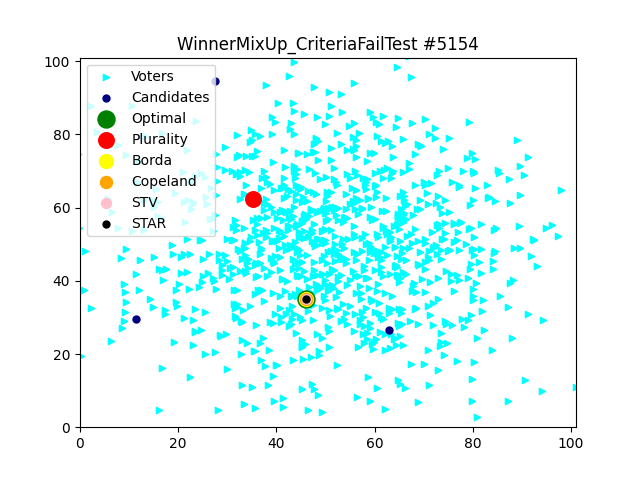 WinnerMixUp_CriteriaFailTest #5154
100
80
60
40
20
0
Voters
Candidates
Optimal
Plurality
Borda
Copeland
STV
STAR
0 20 40 60 80 100